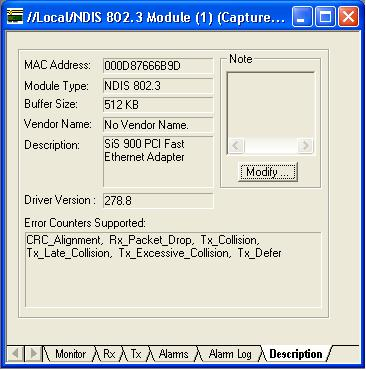 //Local/NDIS 802.3 Module (1) (Capture...
MAC Address: 000D87666B9D
Module Type: NDIS 802.3
Buffer Size: 512 KB
Vendor Name: No Vendor Name.
Description: SiS 900 PCI Fast
Ethernet Adapter
Note
Modify ...
Driver Version : 278.8
Error Counters Supported:
CRC_Alignment, Rx_Packet_Drop, Tx_Collision,
Tx_Late_Collision, Tx_Excessive_Collision, Tx_Defer
Monitor Rx Tx Alarms Alarm Log Description